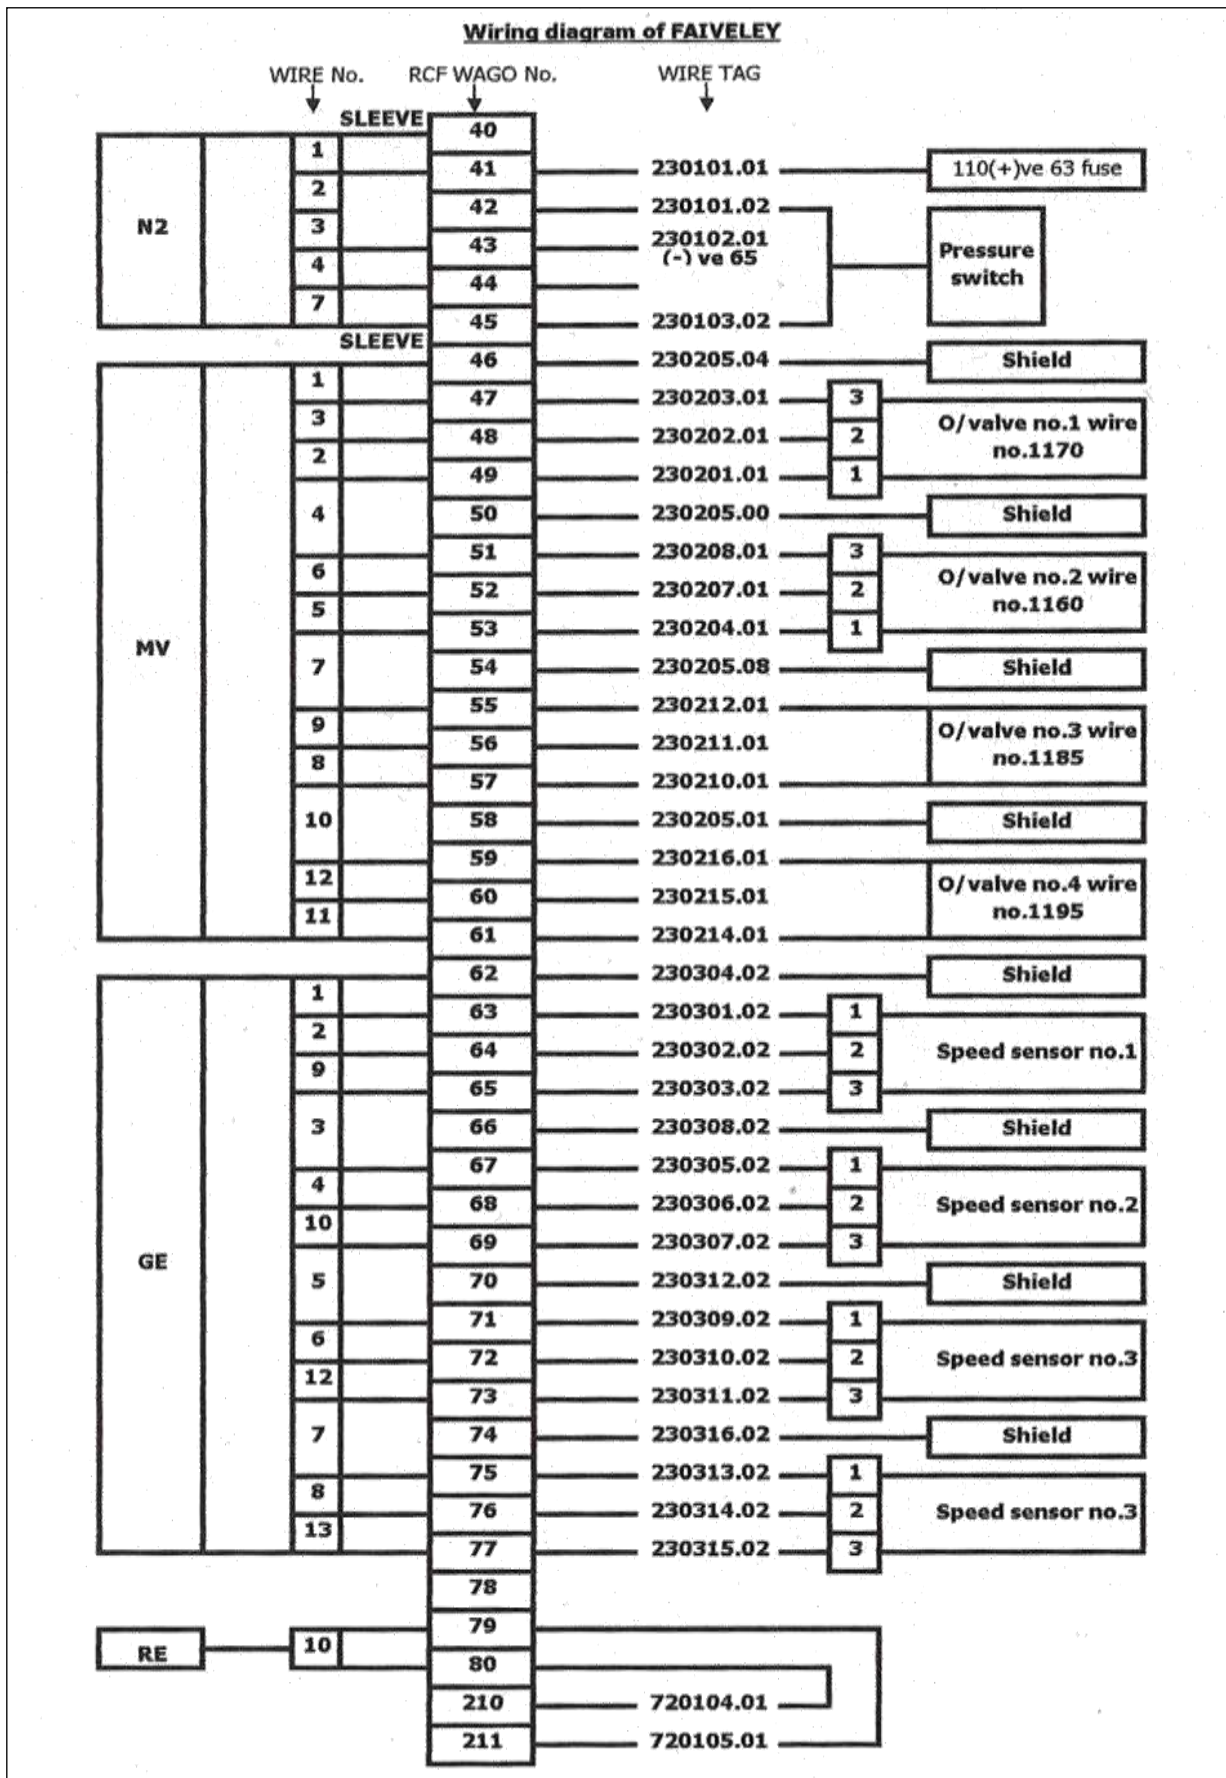 Wiring diagram of FAIVELEY
WIRE No. RCF WAGO No. WIRE TAG
SLEEVE 40
1
41 230101.01 110(+)ve 63 fuse
2
42 230101.02
N2 3
43 230102.01
(-) ve 65
Pressure
switch
4
44
7
45 230103.02
SLEEVE
46 230205.04 Shield
1
47 230203.01 3
3
O/valve no.1 wire
no.1170
48 230202.01 2
2
49 230201.01 1
4 50 230205.00 Shield
51 230208.01 3
6
O/valve no.2 wire
no.1160
52 230207.01 2
5
53 230204.01 1
MV
7 54 230205.08 Shield
55 230212.01
9
O/valve no.3 wire
no.1185
56 230211.01
8
57 230210.01
10 58 230205.01 Shield
59 230216.01
12
O/valve no.4 wire
no.1195
60 230215.01
11
61 230214.01
62 230304.02 Shield
1
63 230301.02 1
2
64 230302.02 2 Speed sensor no.1
9
65 230303.02 3
3 66 230308.02 Shield
67 230305.02 1
4
68 230306.02 2 Speed sensor no.2
10
69 230307.02 3
GE
5 70 230312.02 Shield
71 230309.02 1
6
72 230310.02 2 Speed sensor no.3
12
73 230311.02 3
7 74 230316.02 Shield
75 230313.02 1
8
76 230314.02 2 Speed sensor no.3
13
77 230315.02 3
78
79
RE 10
80
210 720104.01
211 720105.01